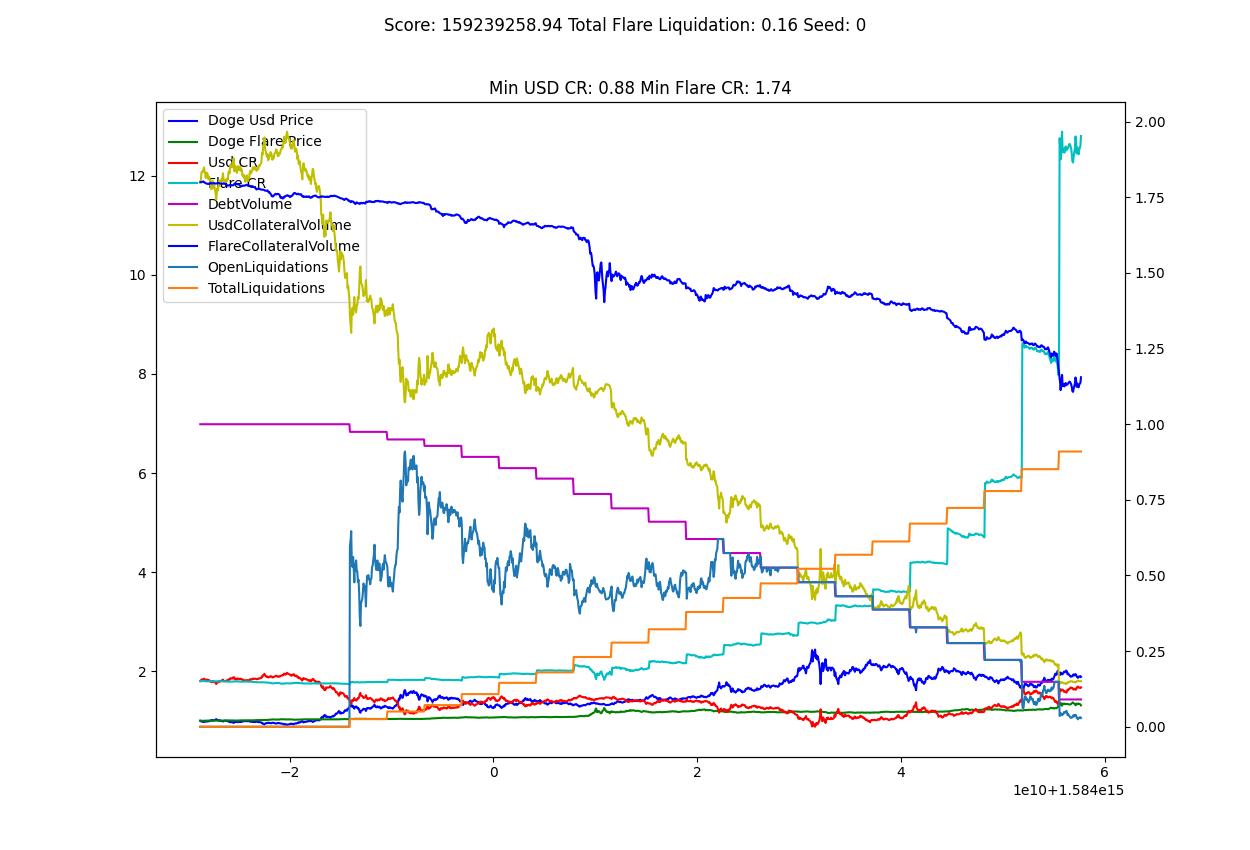 Score: 159239258.94 Total Flare Liquidation: 0.16 Seed: 0
Min USD CR: 0.88 Min Flare CR: 1.74
Doge Usd Price
Doge Flare Price
Usd CR
Flare CR
DebtVolume
UsdCollateralVolume
FlareCollateralVolume
OpenLiquidations
TotalLiquidations
12
10
8
6
4
2
2.00
1.75
1.50
1.25
1.00
0.75
0.50
0.25
0.00
−2
0
2
4
6
1e10+1.584e15